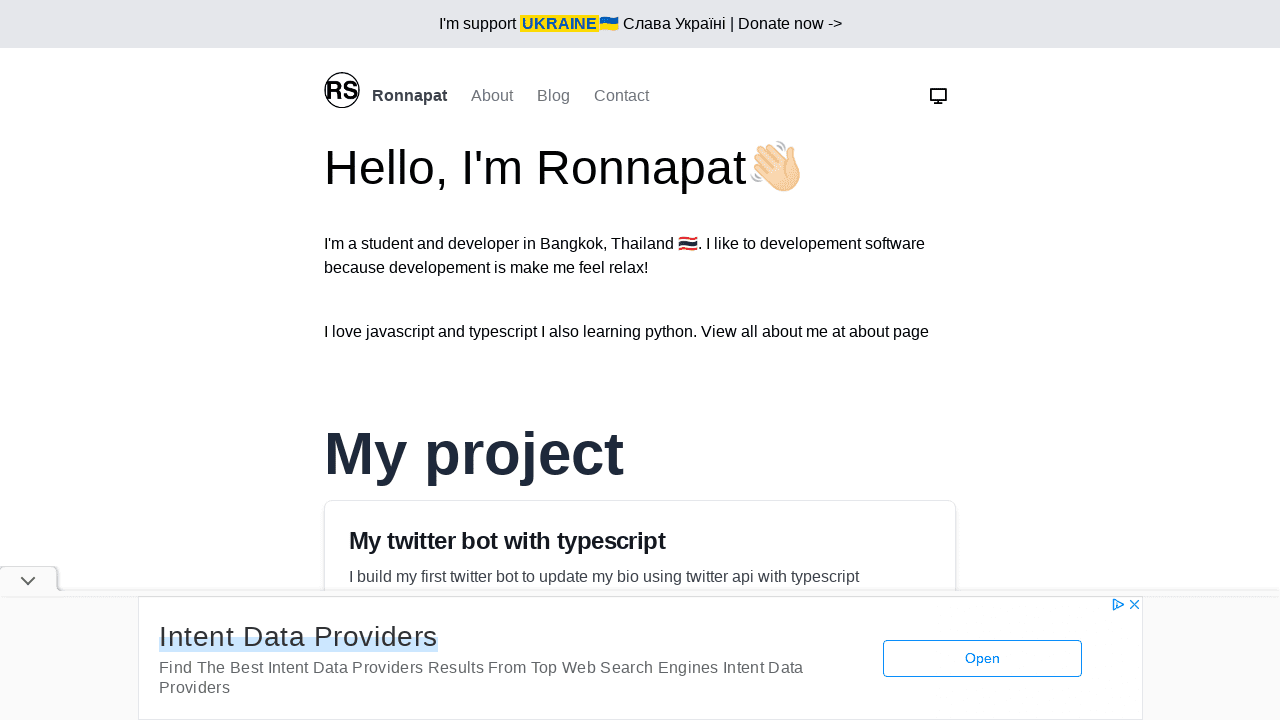 I'm support UKRAINE🇺🇦 Слава Україні | Donate now ->
RS Ronnapat About Blog Contact
Hello, I'm Ronnapat👋🏻
I'm a student and developer in Bangkok, Thailand 🇹🇭. I like to developement software
because developement is make me feel relax!
I love javascript and typescript I also learning python. View all about me at about page
My project
My twitter bot with typescript
I build my first twitter bot to update my bio using twitter api with typescript
Intent Data Providers
Find The Best Intent Data Providers Results From Top Web Search Engines Intent Data
Providers
Open